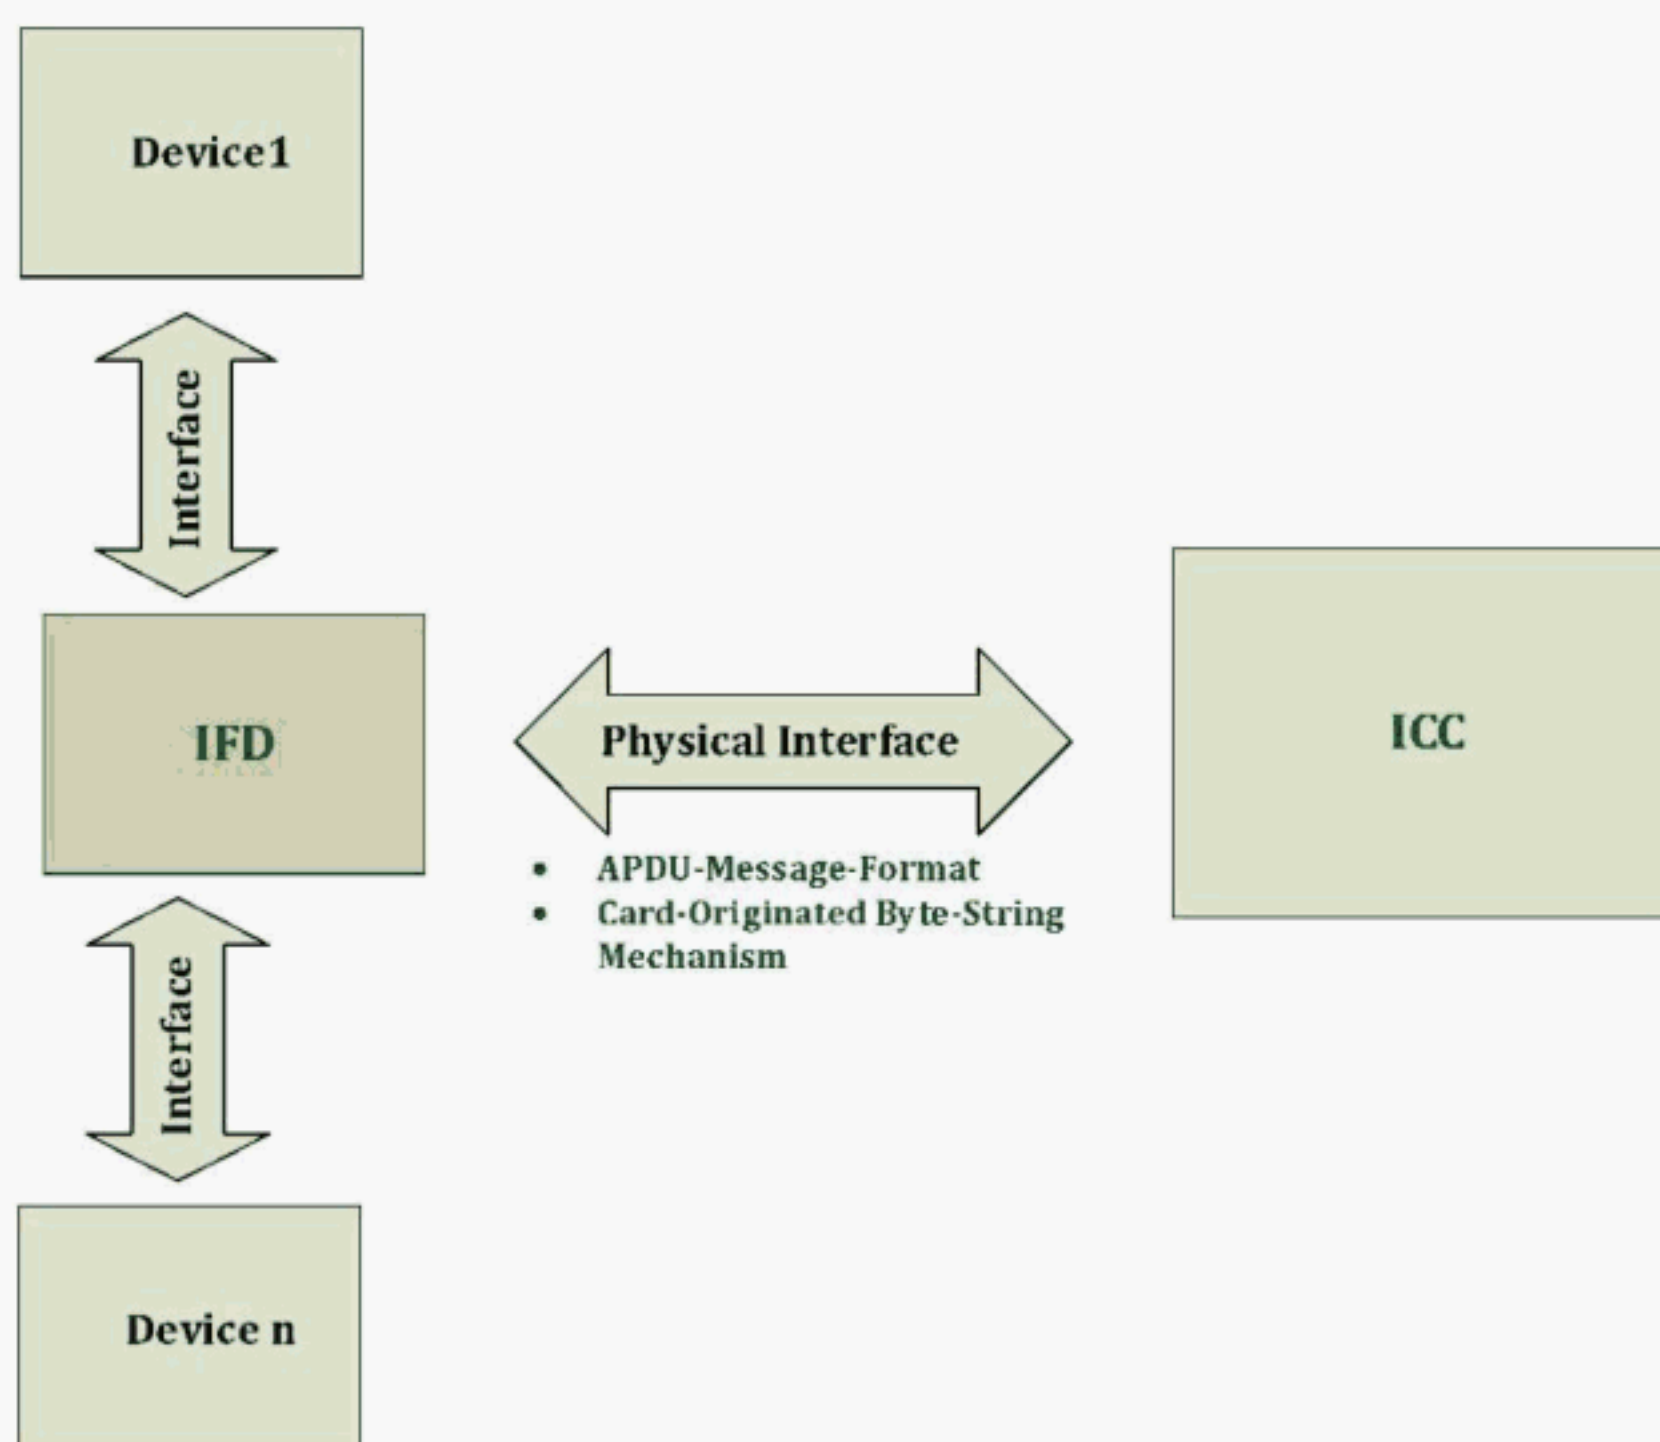 Device1
Interface
IFD
Physical Interface
ICC
• APDU-Message-Format
• Card-Originated Byte-String
Mechanism
Interface
Device n